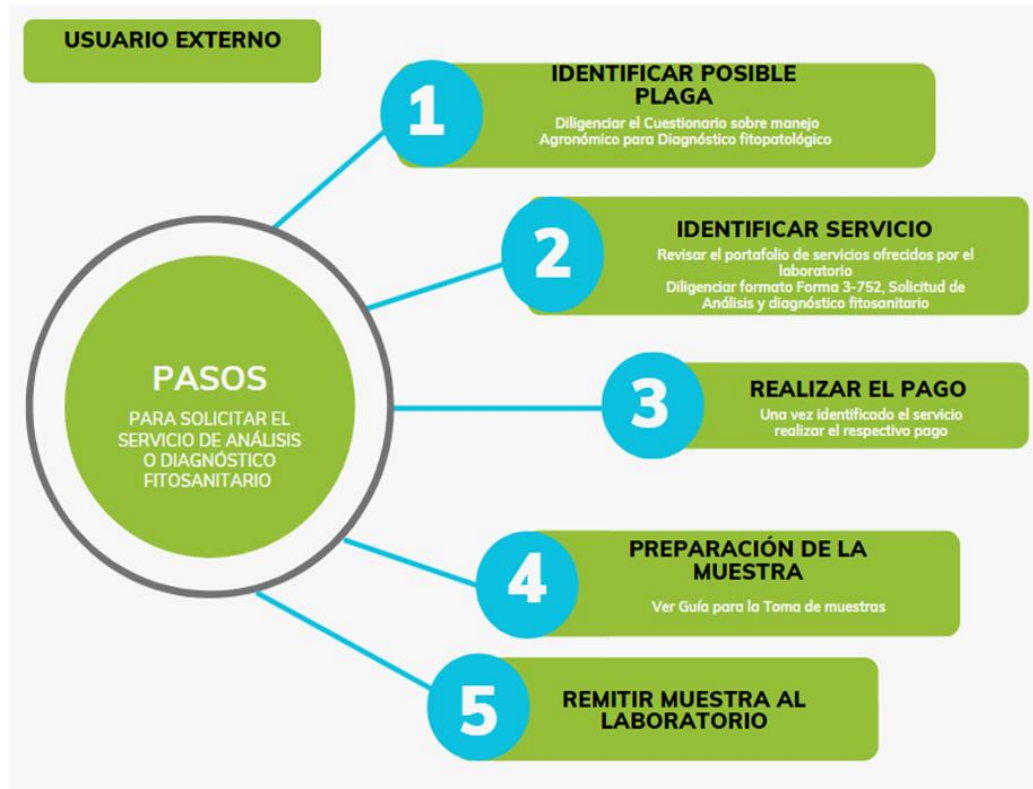 USUARIO EXTERNO
1
IDENTIFICAR POSIBLE
PLAGA
Diligenciar el Cuestionario sobre manejo
Agronómico para Diagnóstico fitopatológico
2
IDENTIFICAR SERVICIO
Revisar el portafolio de servicios ofrecidos por el
laboratorio
Diligenciar formato Forma 3-752, Solicitud de
Análisis y diagnóstico fitosanitario
PASOS
PARA SOLICITAR EL
SERVICIO DE ANÁLISIS
O DIAGNÓSTICO
FITOSANITARIO
3
REALIZAR EL PAGO
Una vez identificado el servicio
realizar el respectivo pago
4
PREPARACIÓN DE LA
MUESTRA
Ver Guía para la Toma de muestras
5
REMITIR MUESTRA AL
LABORATORIO